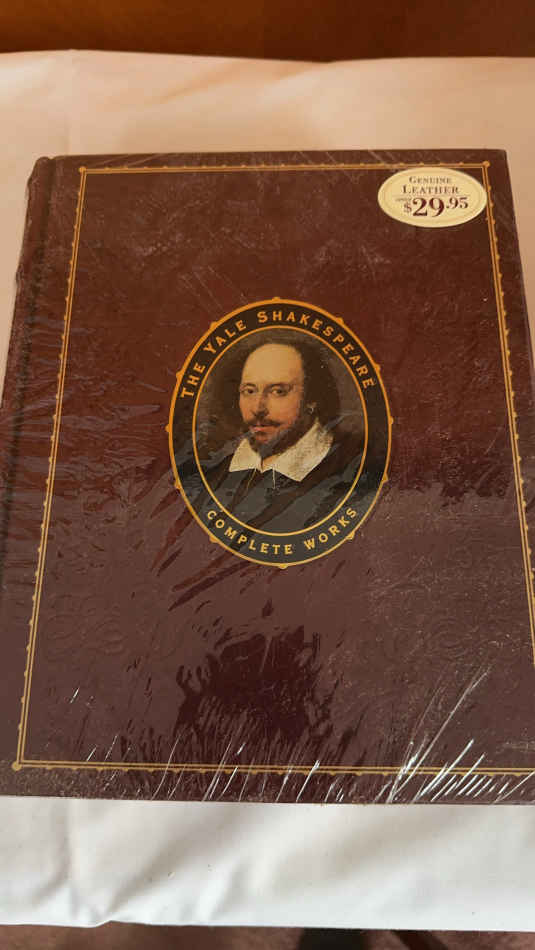 GENUINE
LEATHER
$29.95
THE YALE SHAKESPEARE
COMPLETE WORKS